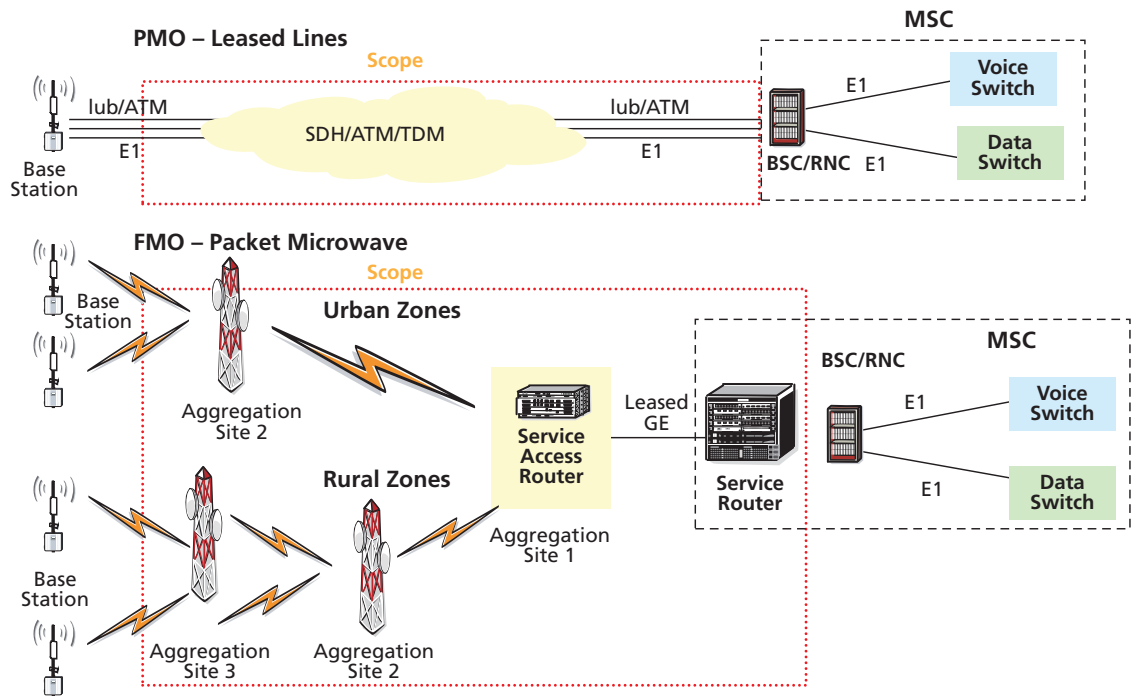 PMO – Leased Lines
Scope
MSC
lub/ATM
lub/ATM
SDH/ATM/TDM
E1
E1
Base
Station
BSC/RNC
E1
E1
Voice
Switch
Data
Switch
FMO – Packet Microwave
Scope
Base
Station
Urban Zones
Aggregation
Site 2
MSC
BSC/RNC
Leased
GE
Service
Access
Router
Service
Router
E1
E1
Voice
Switch
Data
Switch
Rural Zones
Aggregation
Site 1
Base
Station
Aggregation
Site 3
Aggregation
Site 2